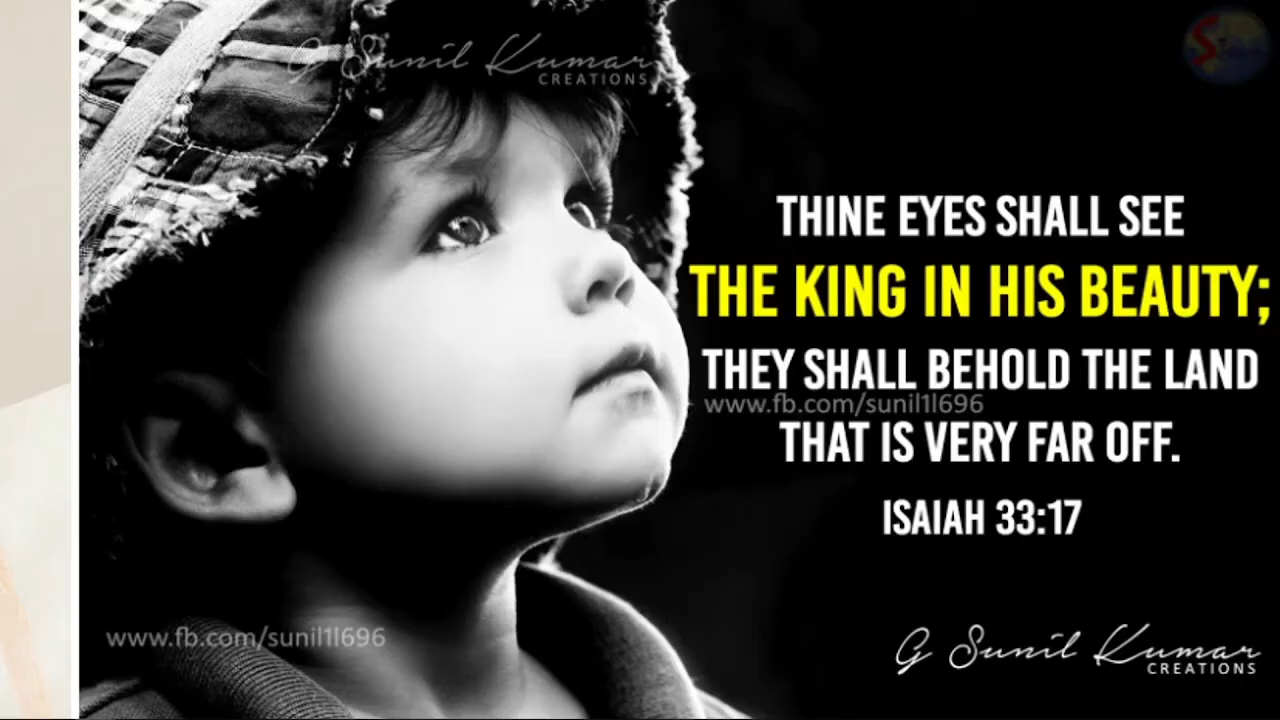 G Sunil Kumar
CREATIONS
THINE EYES SHALL SEE
THE KING IN HIS BEAUTY;
THEY SHALL BEHOLD THE LAND
www.fb.com/sunil1l696
THAT IS VERY FAR OFF.
ISAIAH 33:17
www.fb.com/sunil1l696
G Sunil Kumar
CREATIONS